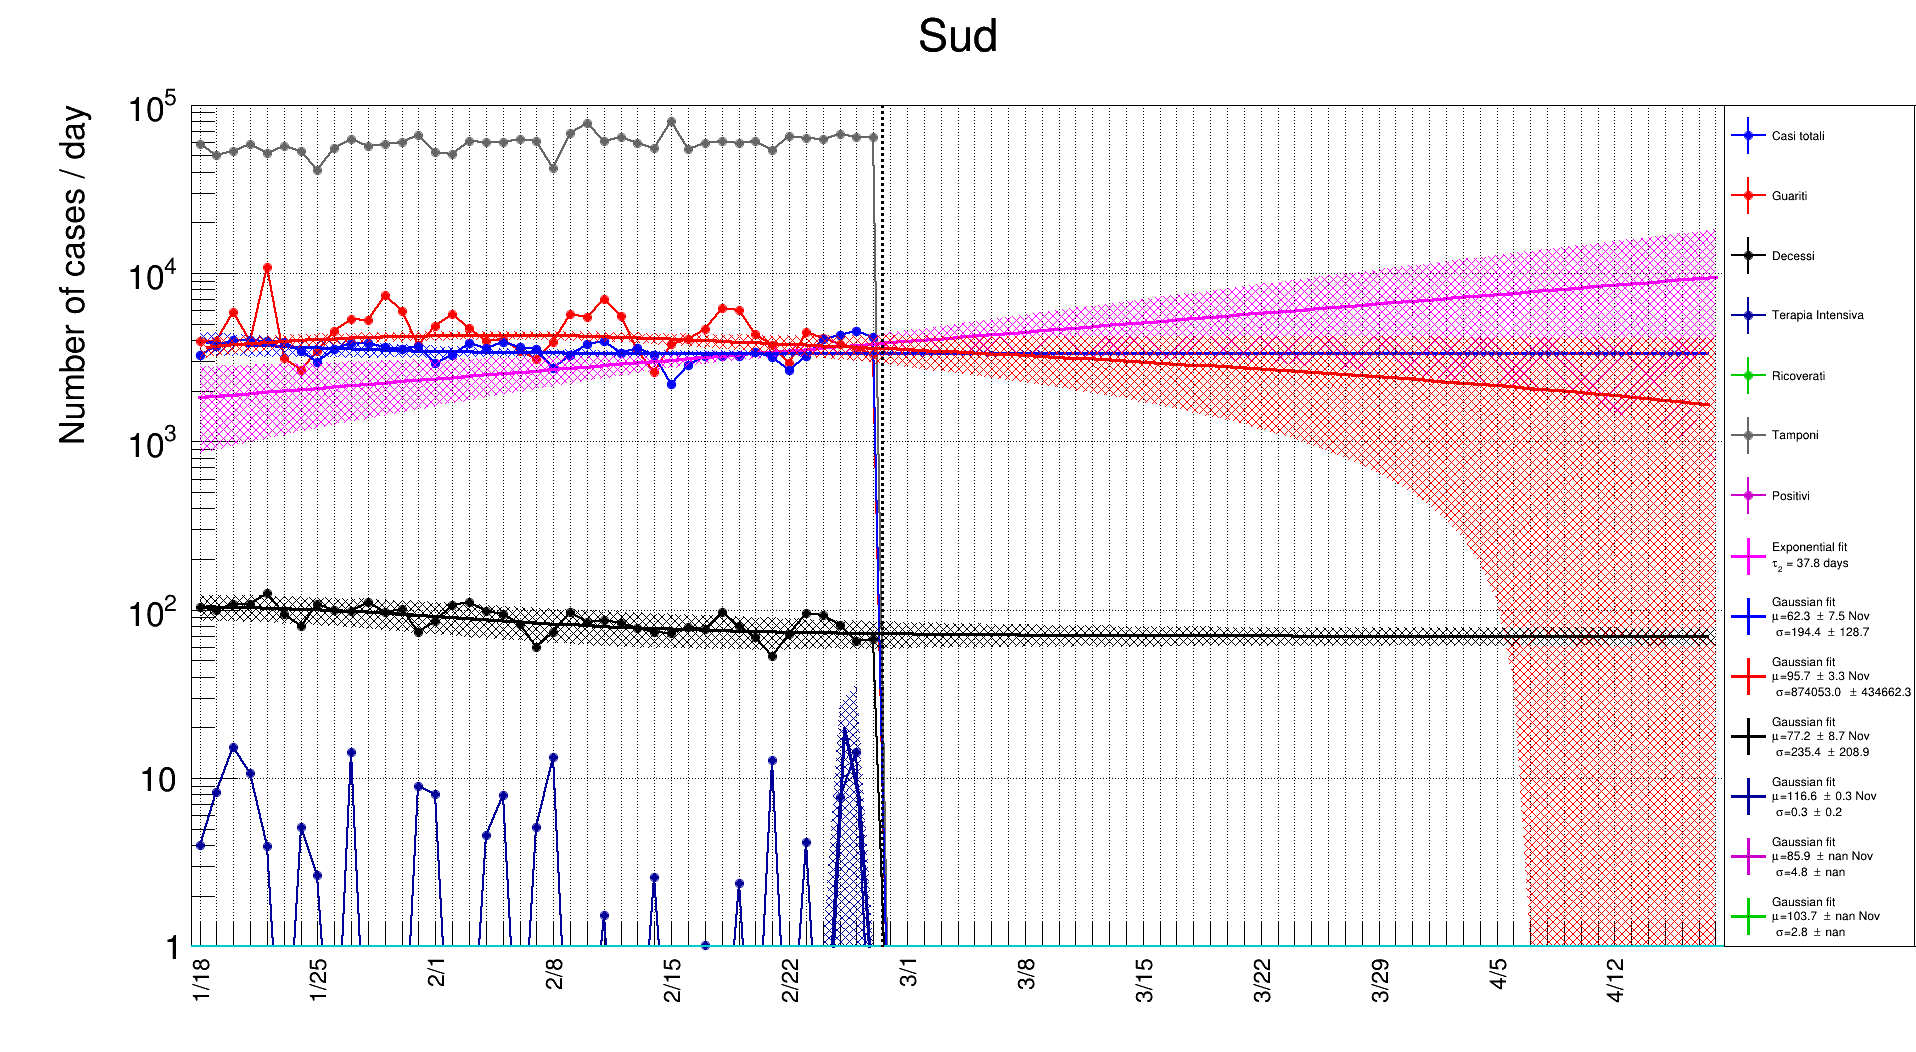 Sud
Number of cases / day
10^5
10^4
10^3
10^2
10
1
1/18
1/25
2/1
2/8
2/15
2/22
3/1
3/8
3/15
3/22
3/29
4/5
4/12
Casi totali
Guariti
Decessi
Terapia Intensiva
Ricoverati
Tamponi
Positivi
Exponential fit
τ_2 = 37.8 days
Gaussian fit
μ=62.3 ± 7.5 Nov
σ=194.4 ± 128.7
Gaussian fit
μ=95.7 ± 3.3 Nov
σ=874053.0 ± 434662.3
Gaussian fit
μ=77.2 ± 8.7 Nov
σ=235.4 ± 208.9
Gaussian fit
μ=116.6 ± 0.3 Nov
σ=0.3 ± 0.2
Gaussian fit
μ=85.9 ± nan Nov
σ=4.8 ± nan
Gaussian fit
μ=103.7 ± nan Nov
σ=2.8 ± nan